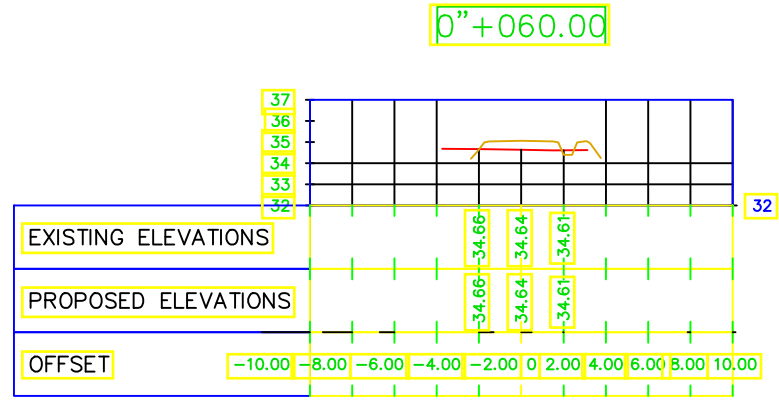 0"+060.00
37
36
35
34
33
32
32
EXISTING ELEVATIONS -34.66 -34.64 -34.61
PROPOSED ELEVATIONS -34.66 -34.64 -34.61
OFFSET -10.00 -8.00 -6.00 -4.00 -2.00 0 2.00 4.00 6.00 8.00 10.00